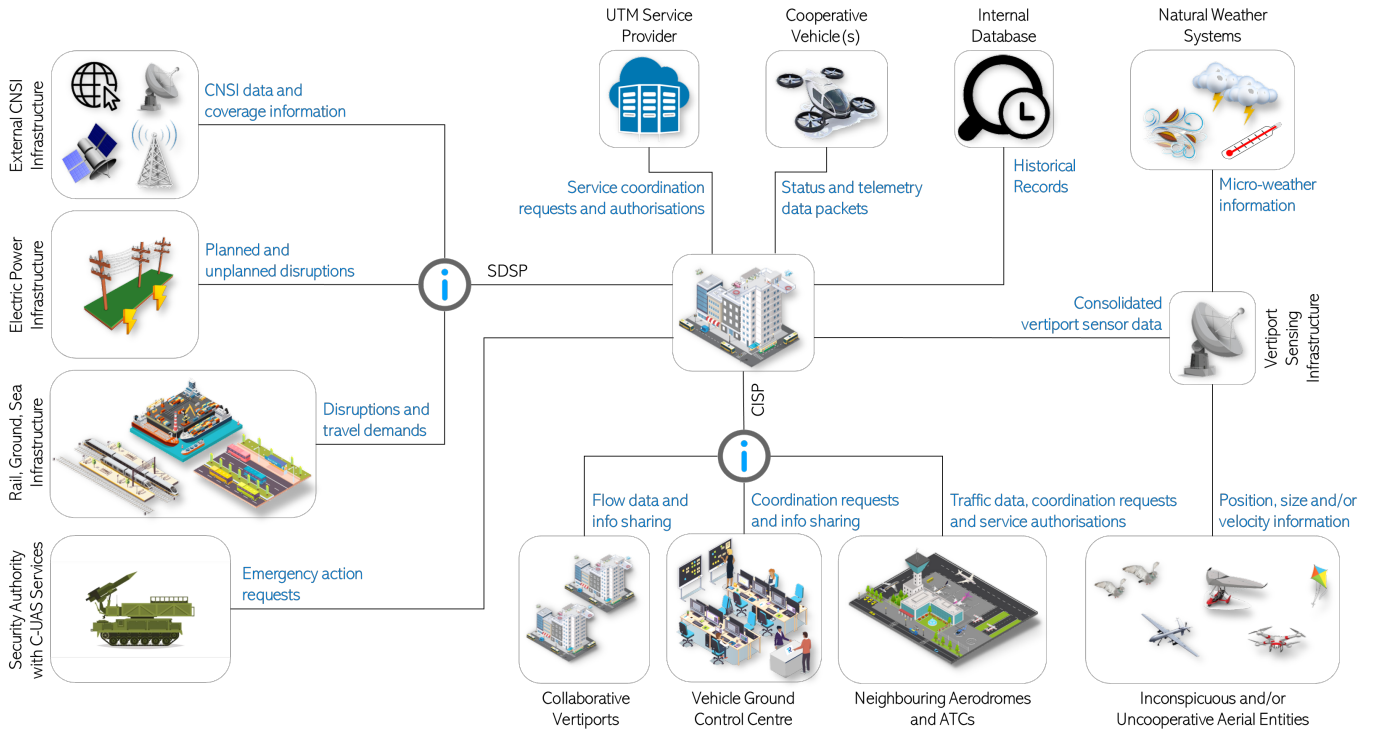 UTM Service
Provider
Cooperative
Vehicle(s)
Internal
Database
Natural Weather
Systems
External CNSI
Infrastructure
CNSI data and
coverage information
Service coordination
requests and authorisations
Status and telemetry
data packets
Historical
Records
Micro-weather
information
Electric Power
Infrastructure
Planned and
unplanned disruptions
SDSP
Consolidated
vertiport sensor data
Vertiport
Sensing
Infrastructure
Rail, Ground, Sea
Infrastructure
Disruptions and
travel demands
CISP
Flow data and
info sharing
Coordination requests
and info sharing
Traffic data, coordination requests
and service authorisations
Position, size and/or
velocity information
Security Authority
with C-UAS Services
Emergency action
requests
Collaborative
Vertiports
Vehicle Ground
Control Centre
Neighbouring Aerodromes
and ATCs
Inconspicuous and/or
Uncooperative Aerial Entities